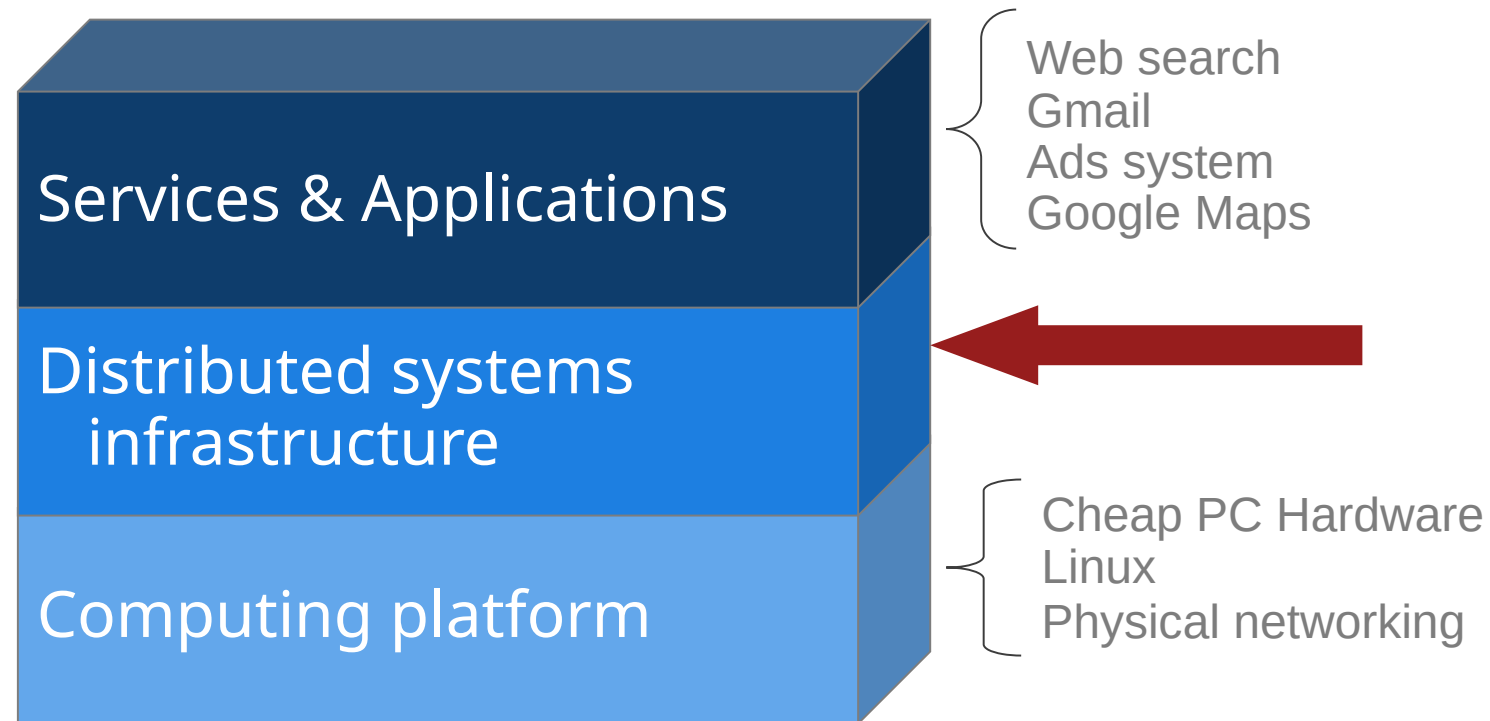 Services & Applications
Web search
Gmail
Ads system
Google Maps
Distributed systems
infrastructure
Computing platform
Cheap PC Hardware
Linux
Physical networking